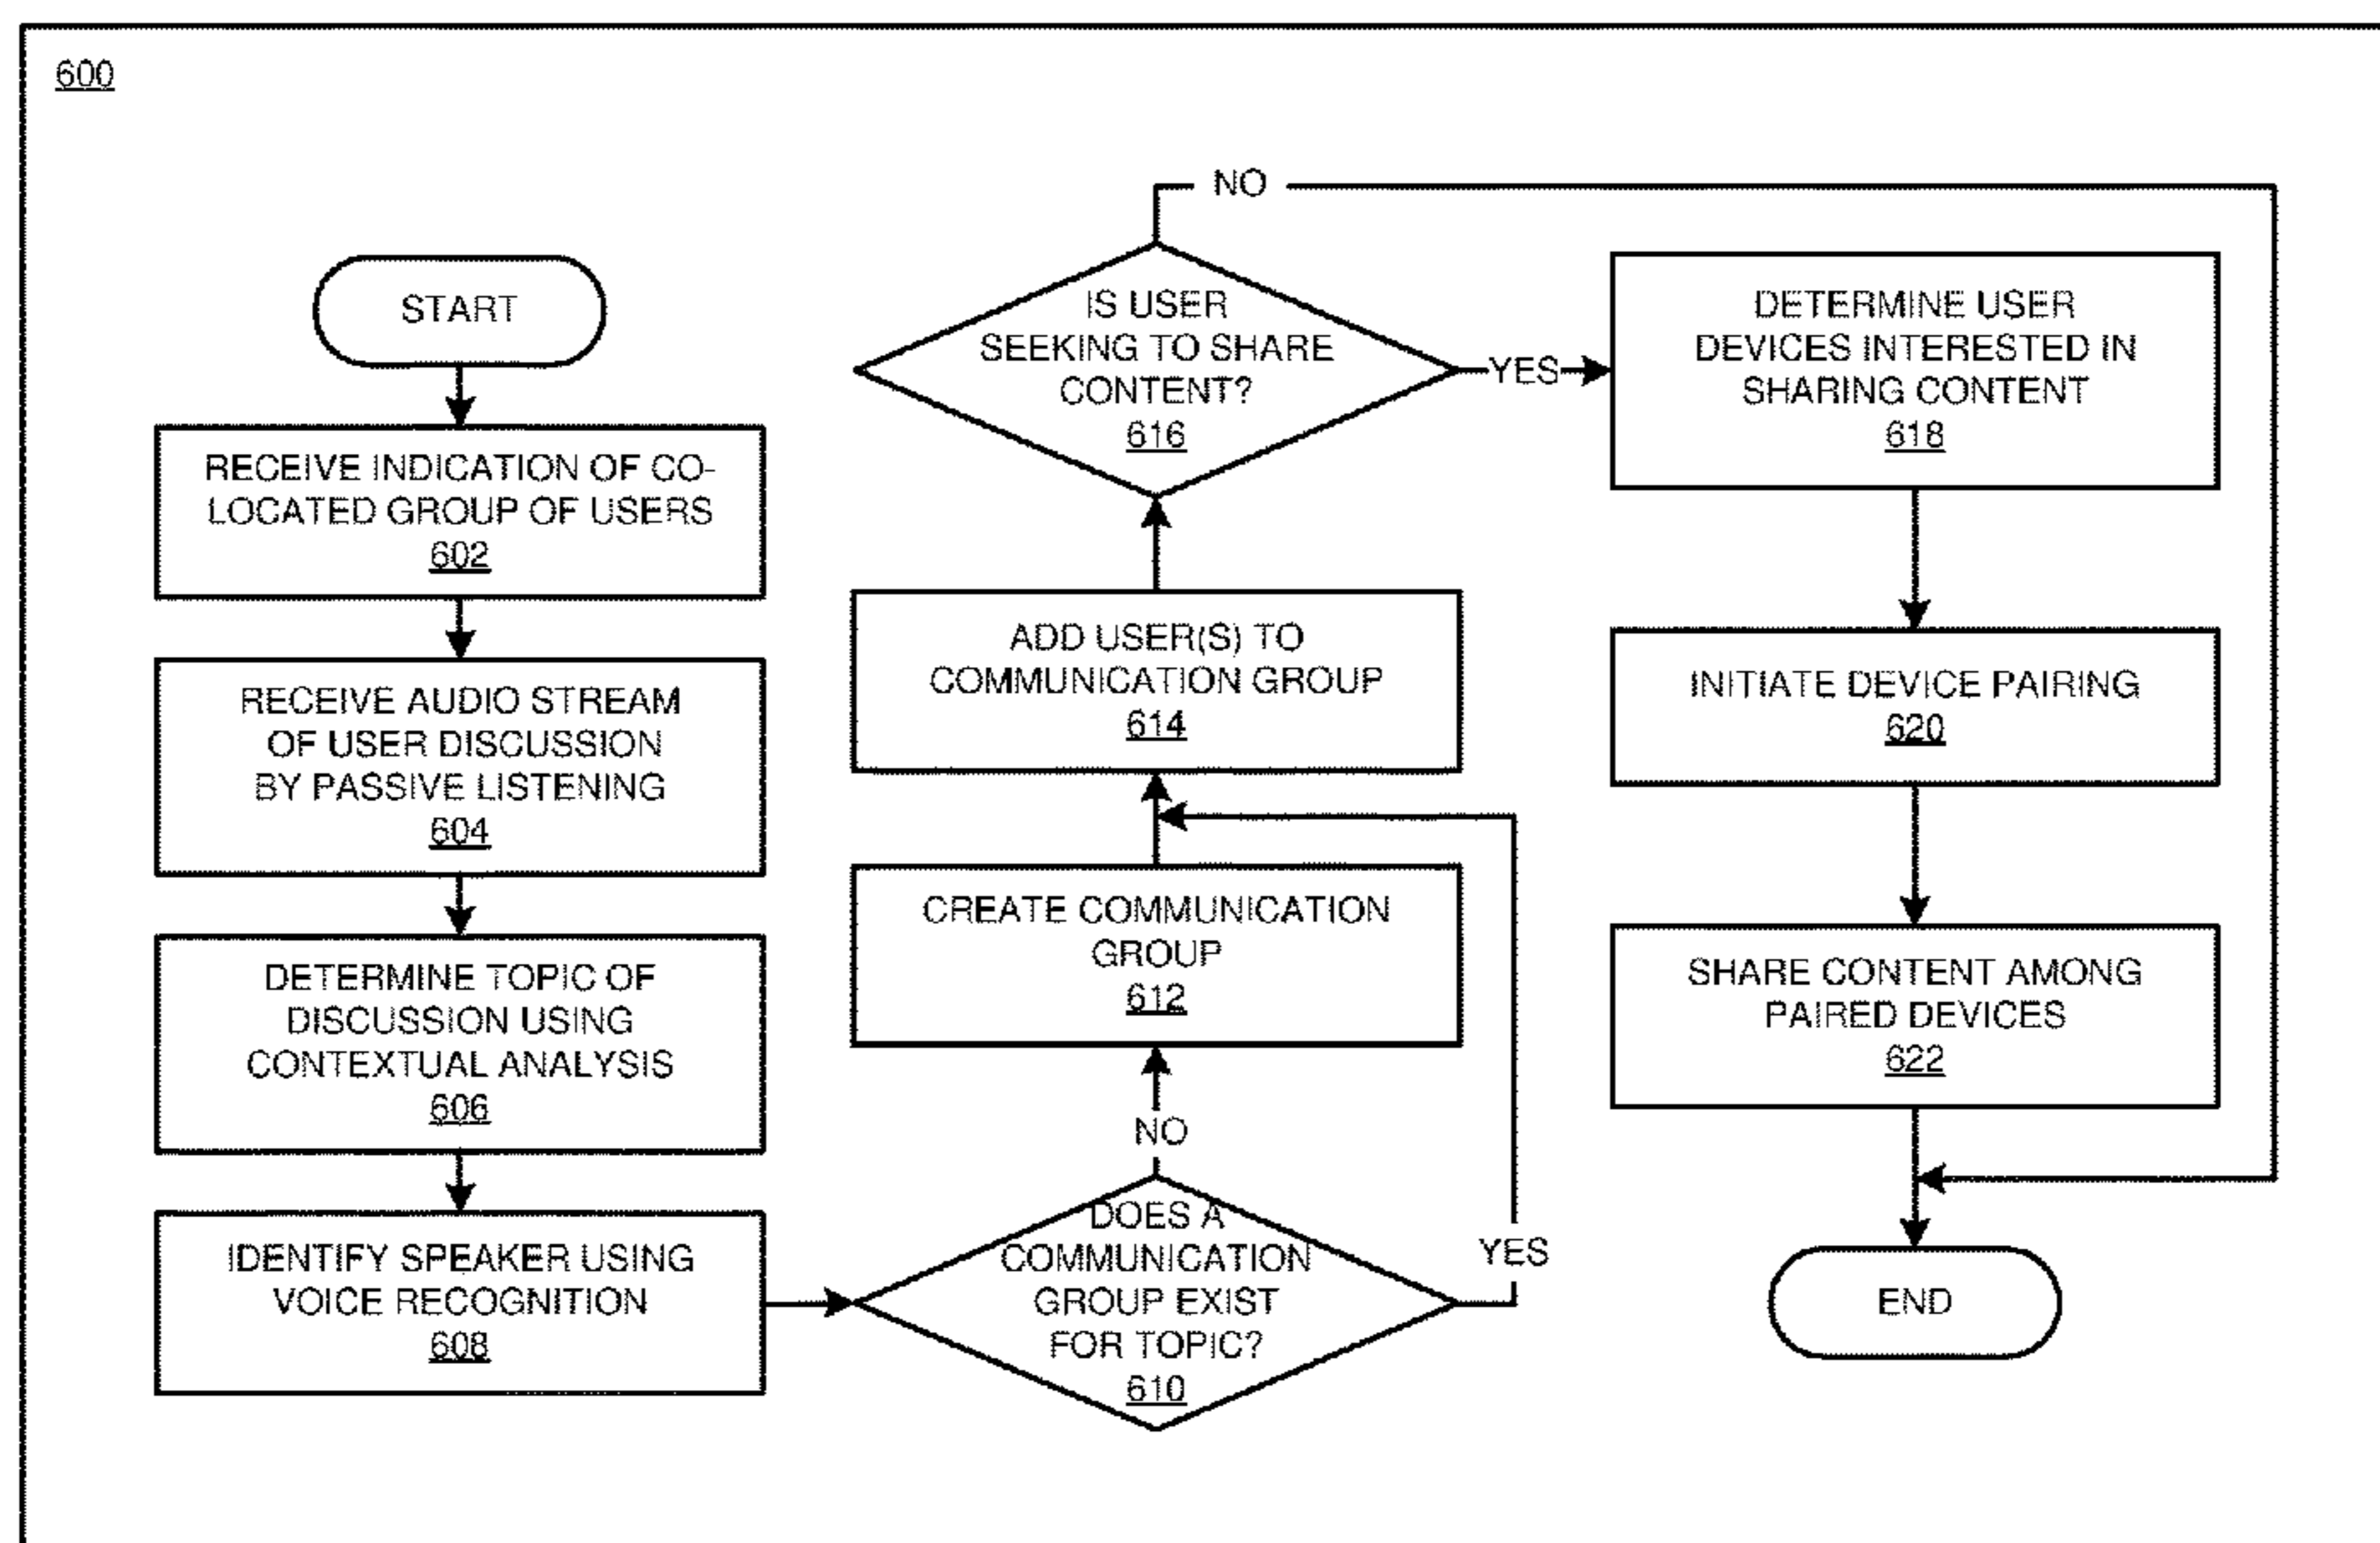 600
START
RECEIVE INDICATION OF CO-
LOCATED GROUP OF USERS
602
RECEIVE AUDIO STREAM
OF USER DISCUSSION
BY PASSIVE LISTENING
604
DETERMINE TOPIC OF
DISCUSSION USING
CONTEXTUAL ANALYSIS
606
IDENTIFY SPEAKER USING
VOICE RECOGNITION
608
DOES A
COMMUNICATION
GROUP EXIST
FOR TOPIC?
610
NO
YES
CREATE COMMUNICATION
GROUP
612
ADD USER(S) TO
COMMUNICATION GROUP
614
IS USER
SEEKING TO SHARE
CONTENT?
616
NO
YES
DETERMINE USER
DEVICES INTERESTED IN
SHARING CONTENT
618
INITIATE DEVICE PAIRING
620
SHARE CONTENT AMONG
PAIRED DEVICES
622
END